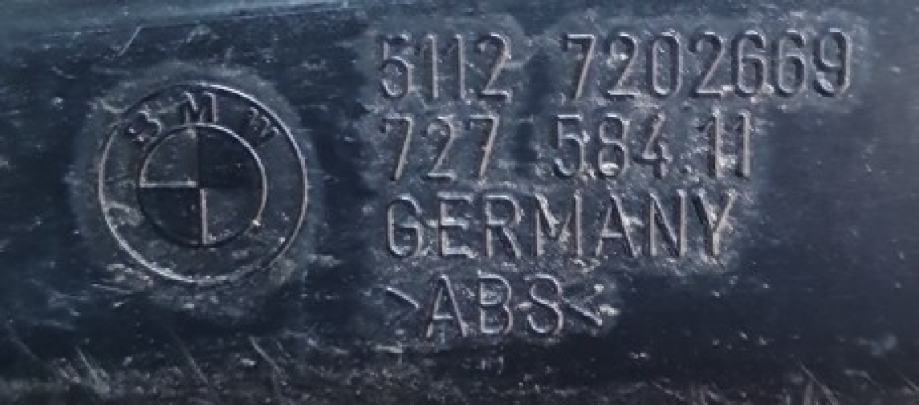 BMW
5112 7202669
727 584.11
GERMANY
>ABS<